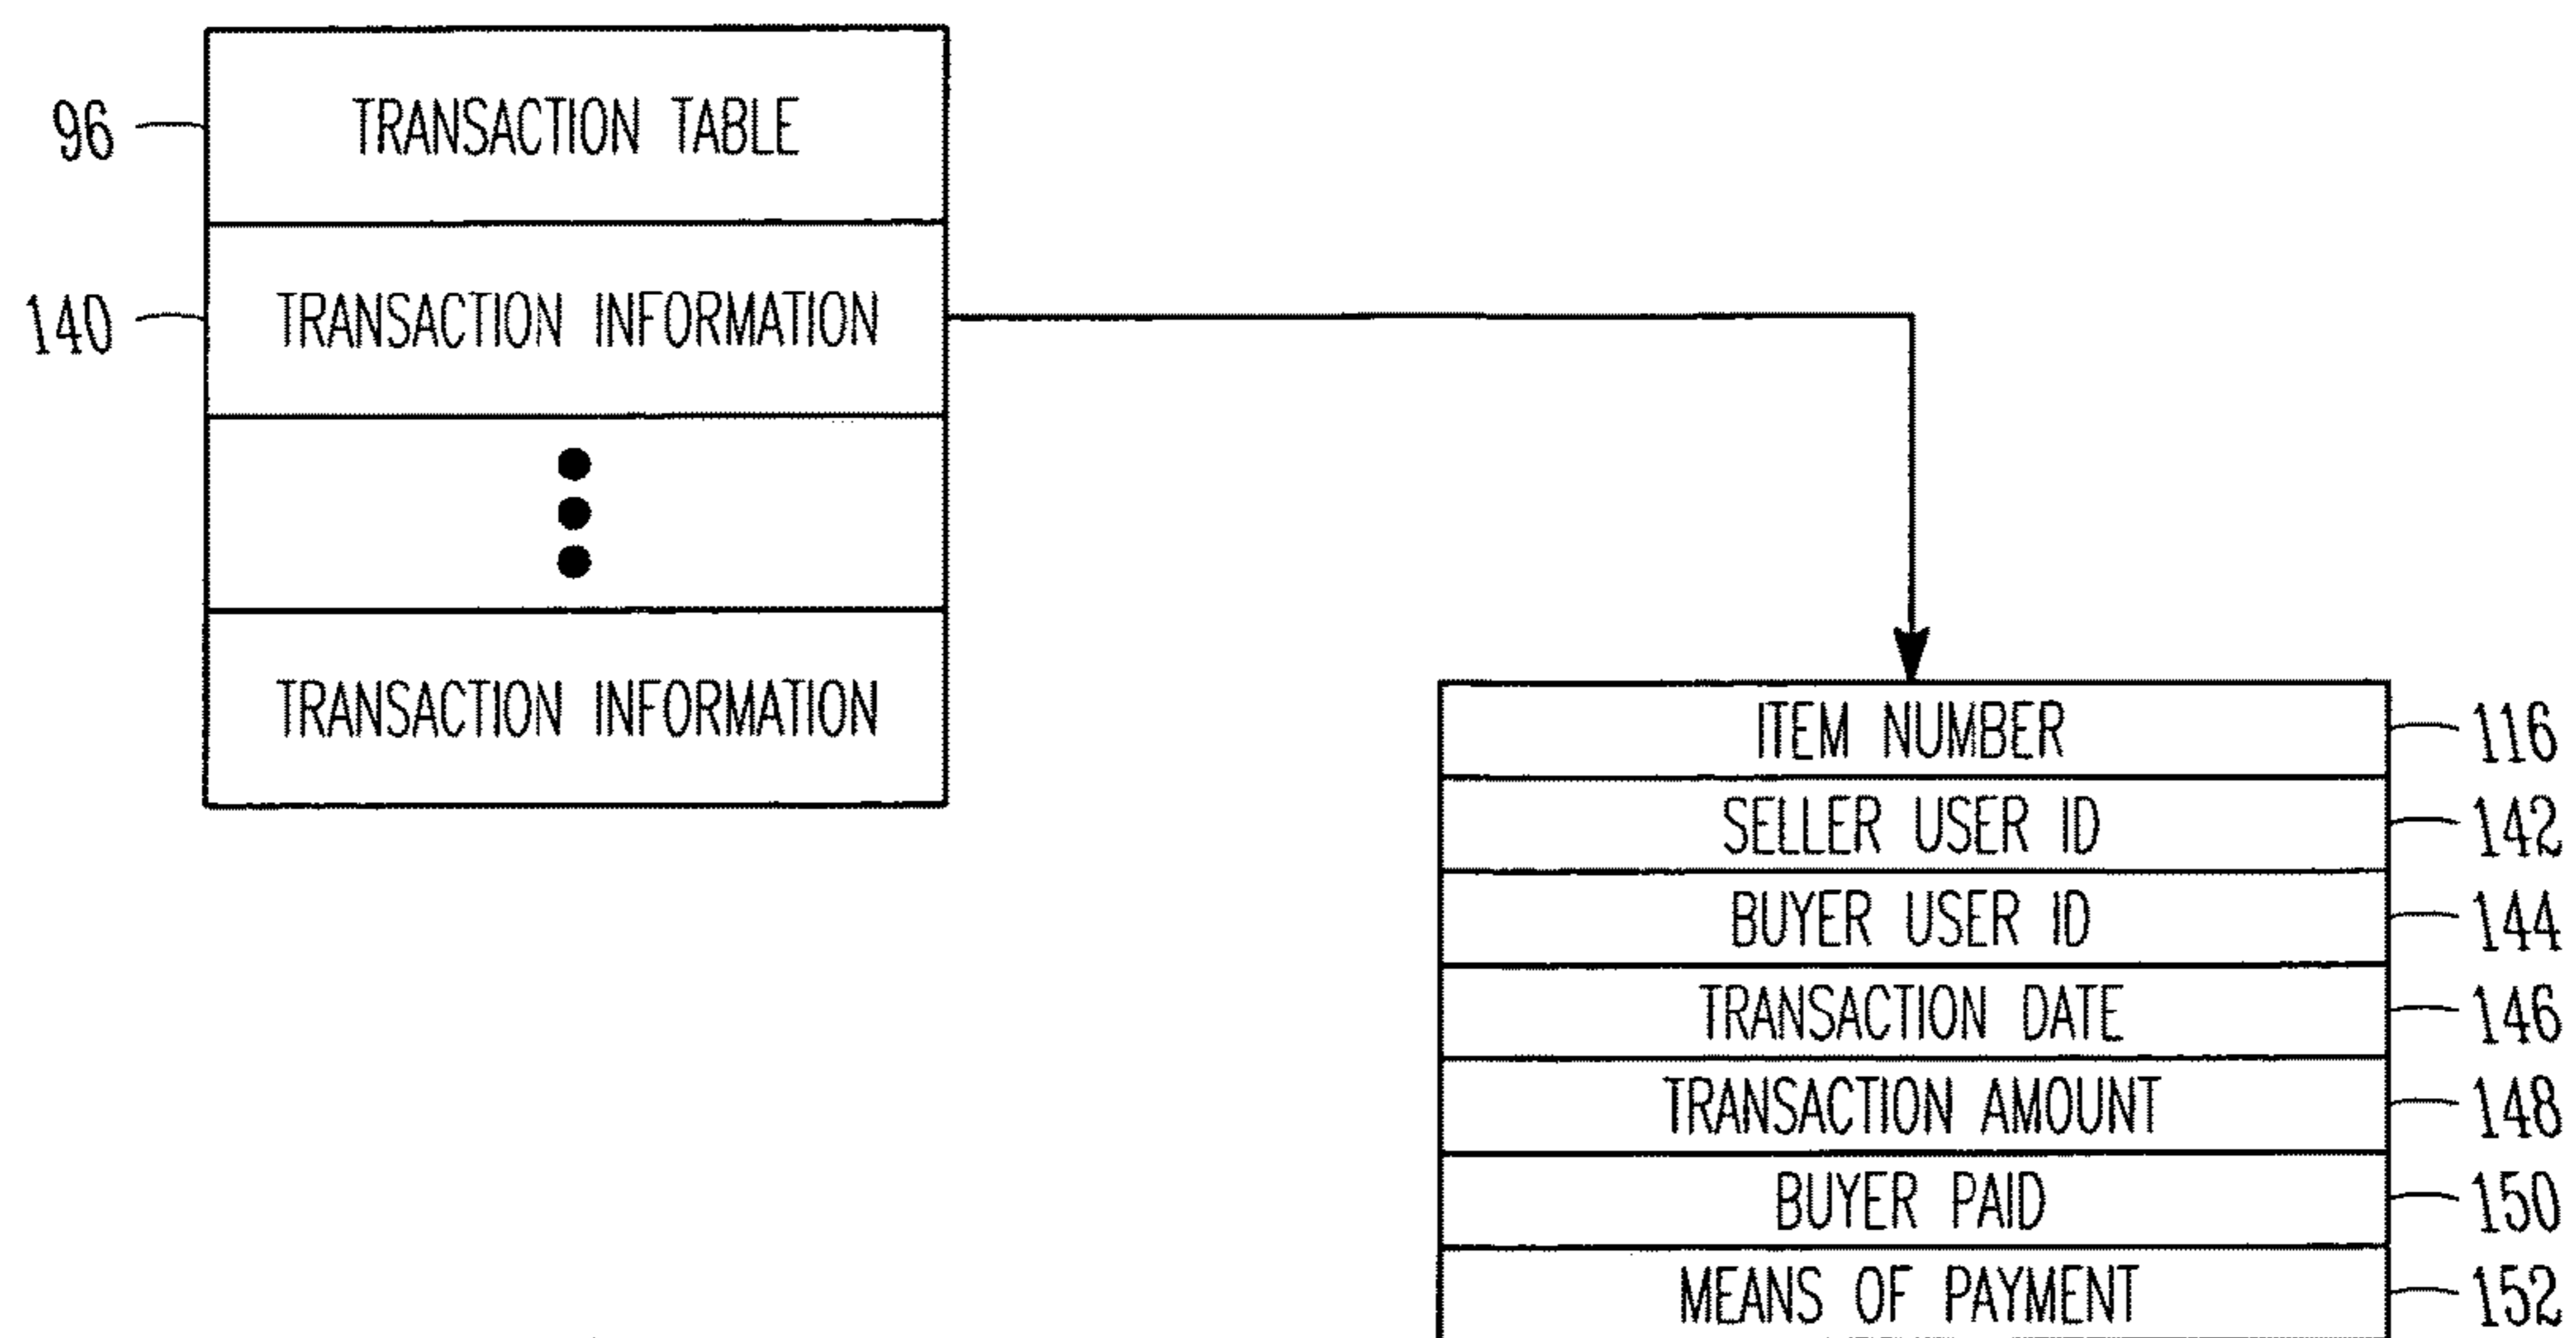 96 TRANSACTION TABLE
140 TRANSACTION INFORMATION
TRANSACTION INFORMATION
ITEM NUMBER 116
SELLER USER ID 142
BUYER USER ID 144
TRANSACTION DATE 146
TRANSACTION AMOUNT 148
BUYER PAID 150
MEANS OF PAYMENT 152